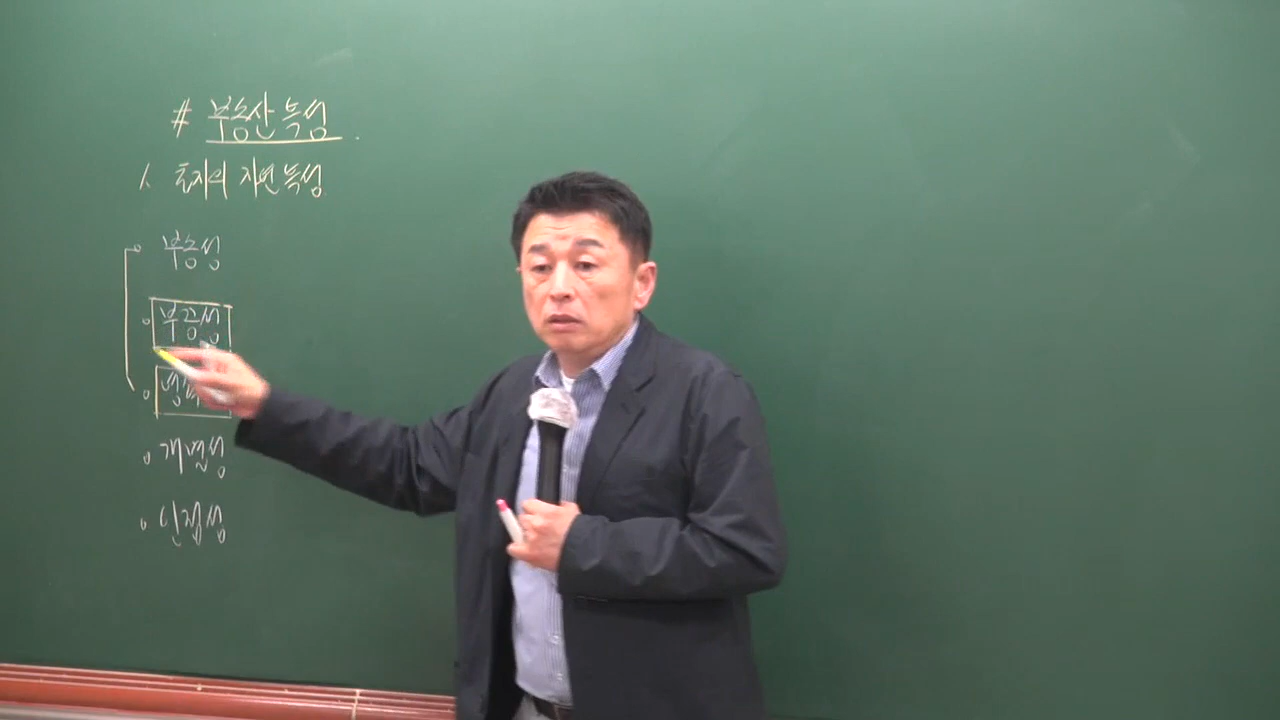 # 부동산 특성
1. 토지의 자연 특성
부동성
부증성
영
개별성
인접성